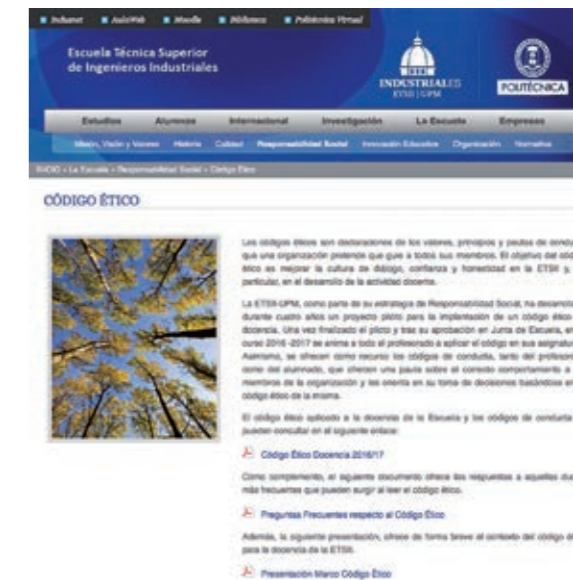 Indusnet AulaWeb Moodle Biblioteca Politécnica Virtual
Escuela Técnica Superior
de Ingenieros Industriales
INDUSTRIALES
ETSII | UPM
POLITÉCNICA
Estudios Alumnos Internacional Investigación La Escuela Empresas
Misión, Visión y Valores Historia Calidad Responsabilidad Social Innovación Educativa Organización Normativa
INICIO » La Escuela » Responsabilidad Social » Código Ético
CÓDIGO ÉTICO
Los códigos éticos son declaraciones de los valores, principios y pautas de condu
que una organización pretende que guíe a todos sus miembros. El objetivo del códi
ético es mejorar la cultura de diálogo, confianza y honestidad en la ETSII y,
particular, en el desarrollo de la actividad docente.
La ETSII-UPM, como parte de su estrategia de Responsabilidad Social, ha desarrolla
durante cuatro años un proyecto piloto para la implantación de un código ético
docencia. Una vez finalizado el piloto y tras su aprobación en Junta de Escuela, en
curso 2016 -2017 se anima a todo el profesorado a aplicar el código en sus asignatur
Asimismo, se ofrecen como recurso los códigos de conducta, tanto del profesora
como del alumnado, que ofrecen una pauta sobre el correcto comportamiento a
miembros de la organización y les orienta en su toma de decisiones basándose en
código ético de la misma.
El código ético aplicado a la docencia de la Escuela y los códigos de conducta
pueden consultar en el siguiente enlace:
Código Ético Docencia 2016/17
Como complemento, el siguiente documento ofrece las respuestas a aquellas dud
más frecuentes que pueden surgir al leer el código ético.
Preguntas Frecuentes respecto al Código Ético
Además, la siguiente presentación, ofrece de forma breve el contexto del código éti
para la docencia de la ETSII.
Presentación Marco Código Ético